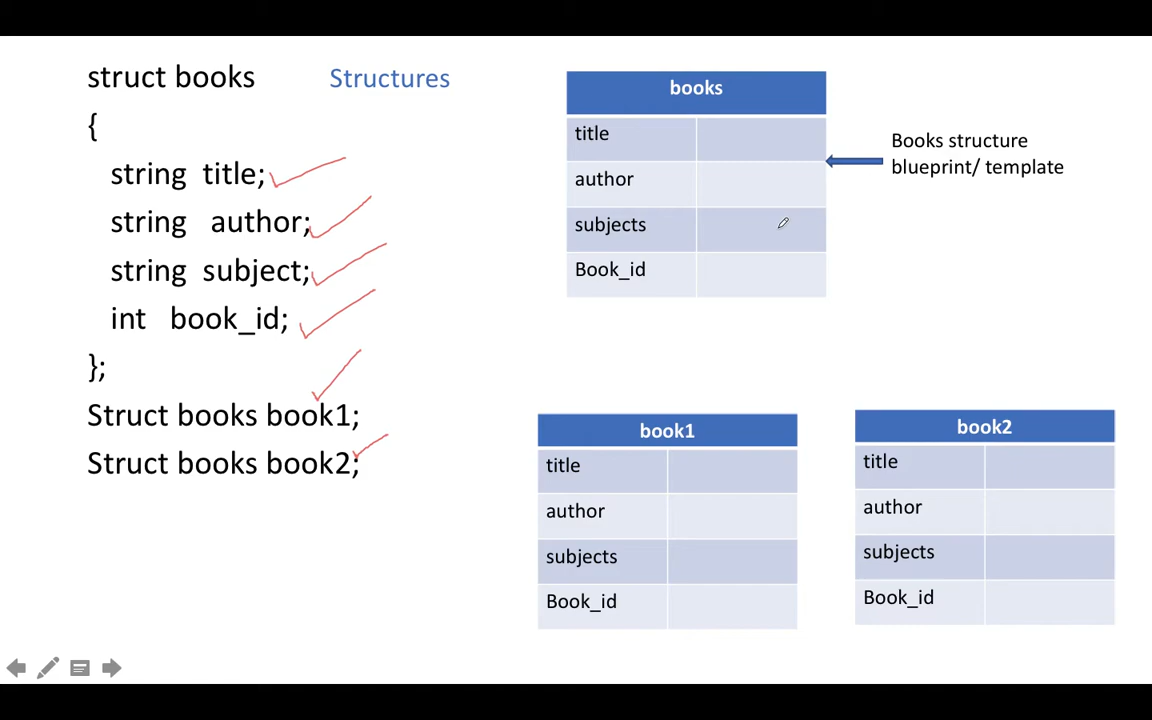 struct books
Structures
{
string title;
string author;
string subject;
int book_id;
};
Struct books book1;
Struct books book2;
books
title
author
subjects
Book_id
Books structure
blueprint/ template
book1
title
author
subjects
Book_id
book2
title
author
subjects
Book_id